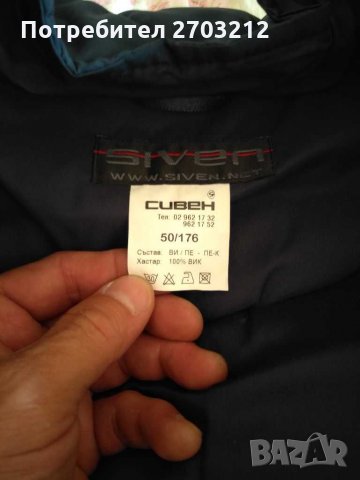 Потребител 2703212
SIVEN
WWW.SIVEN.NET
СИВЕН
Тел: 02 962 17 32
962 17 52
50/176
Състав: ВИ / ПЕ - ПЕ-К
Хастар: 100% ВИК
BAZAR